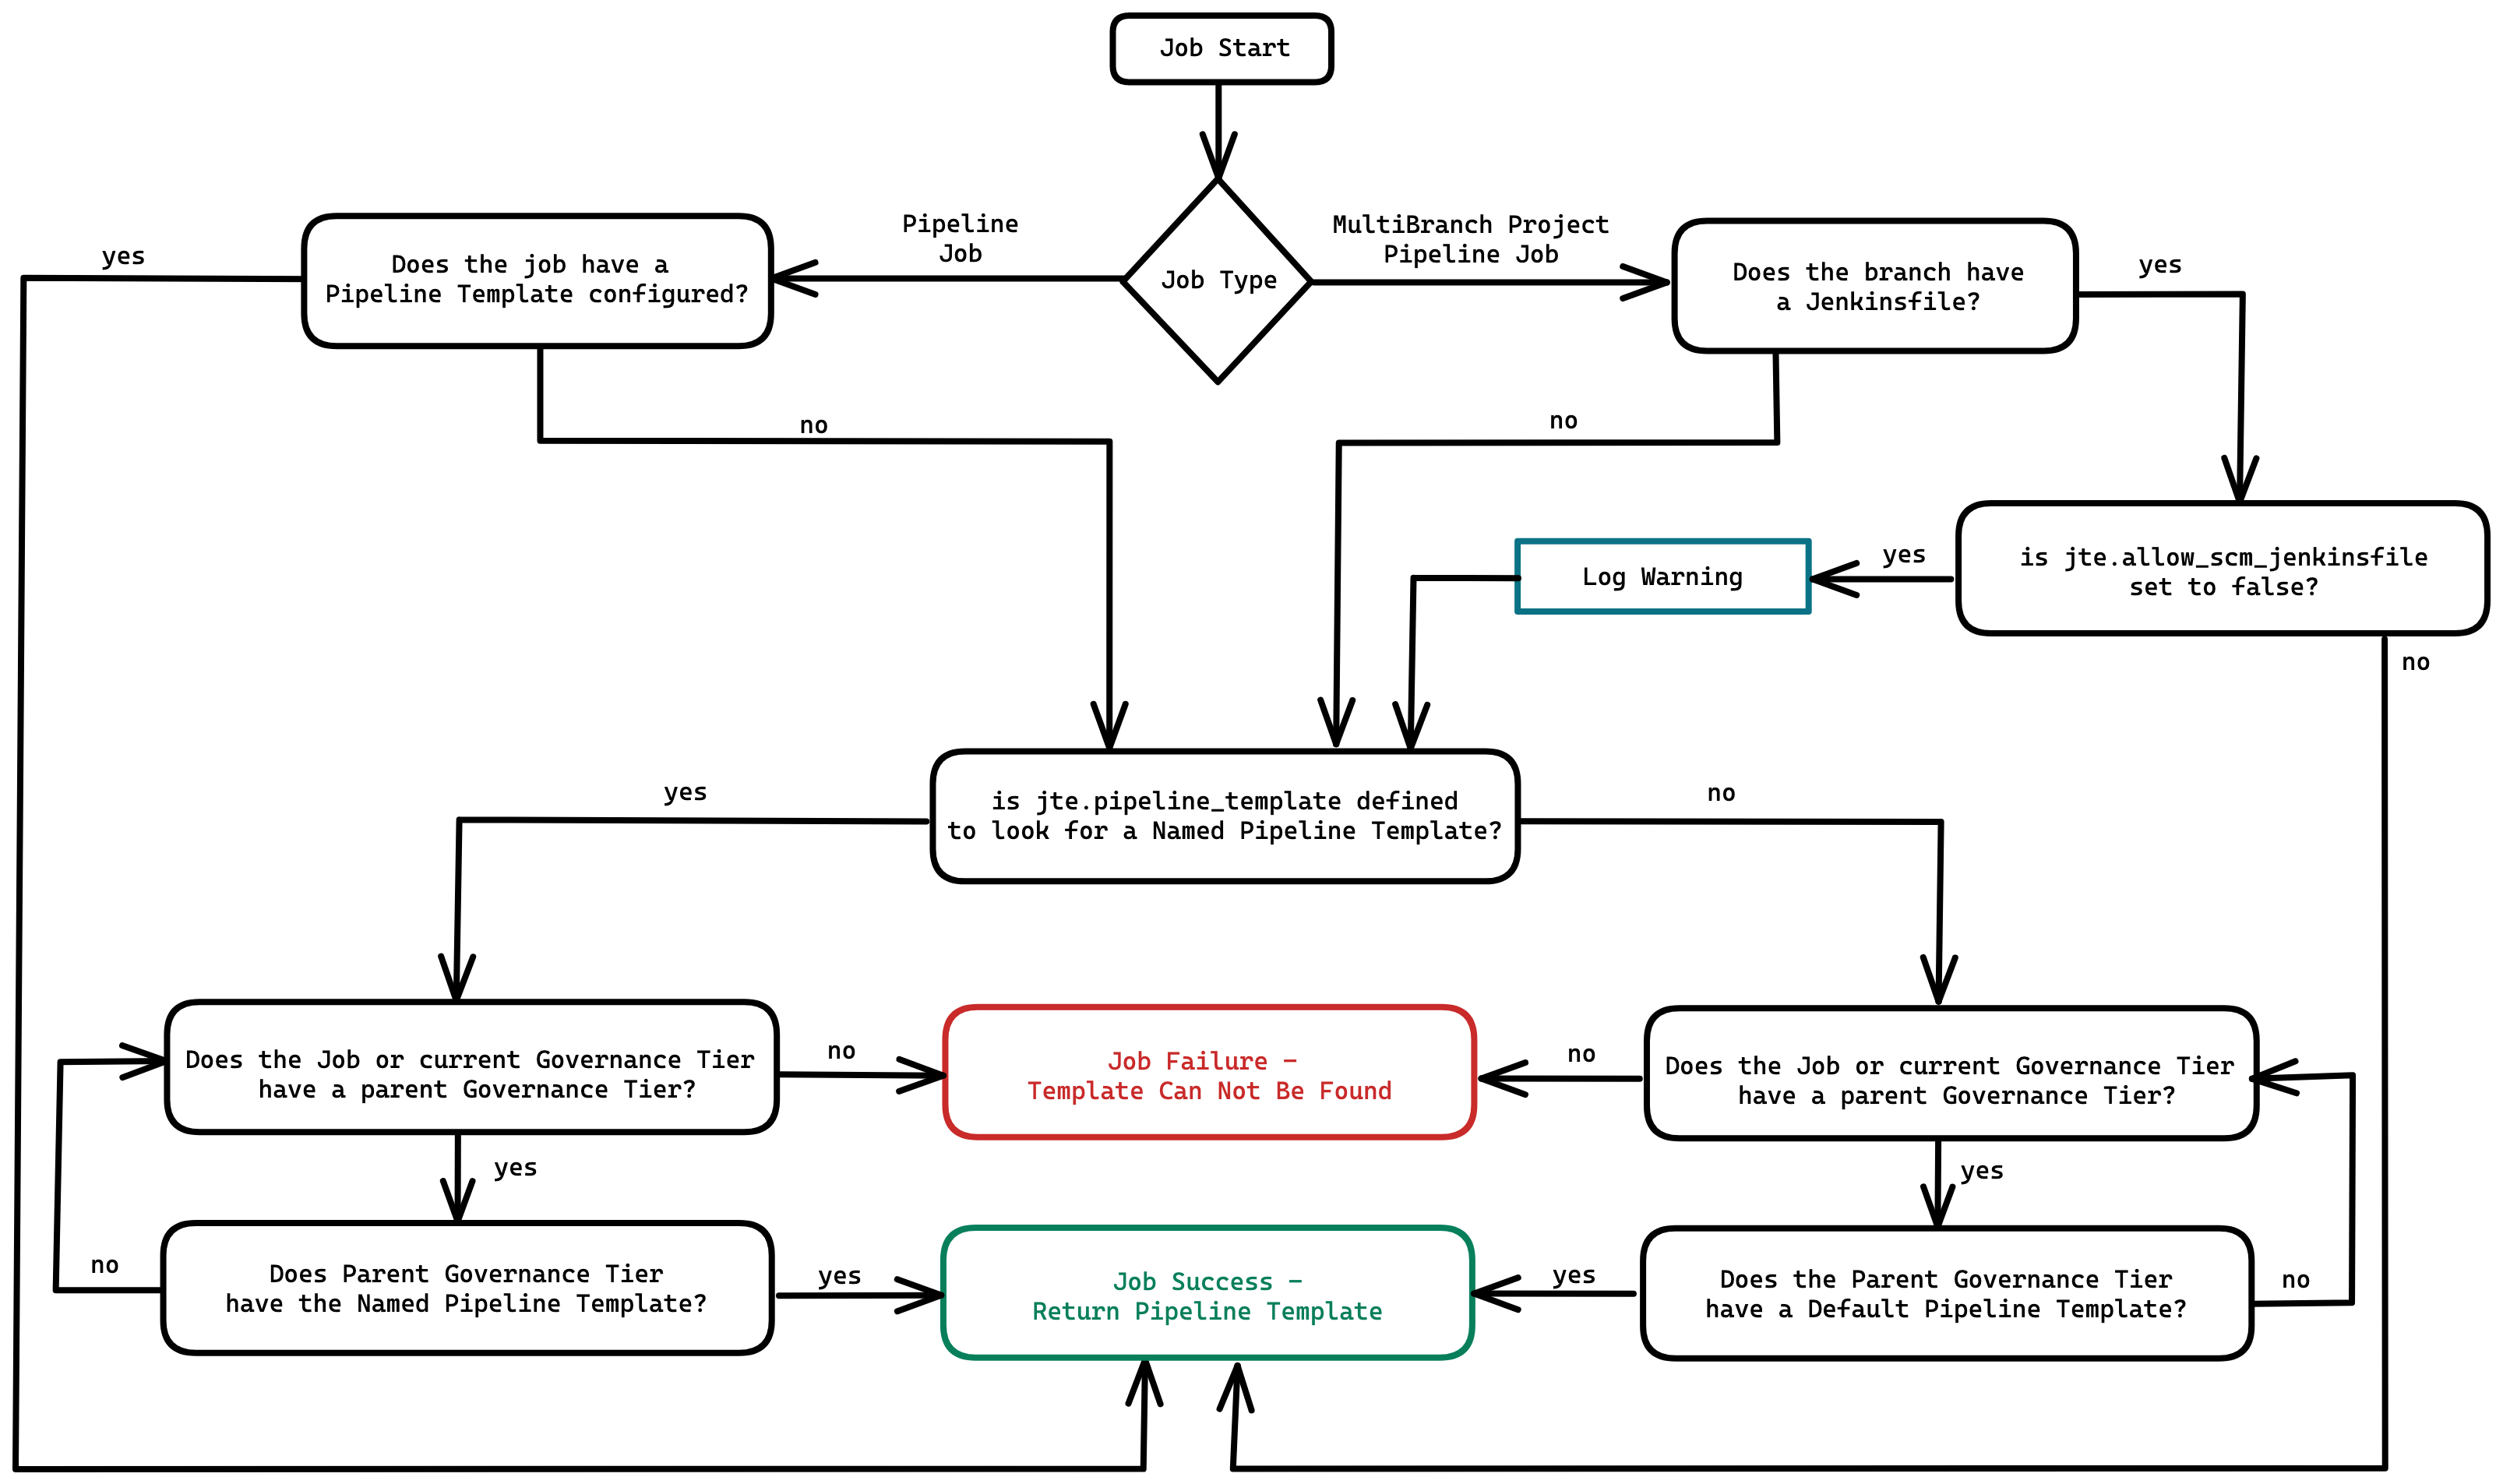 Job Start
Pipeline
Job
MultiBranch Project
Pipeline Job
yes
Does the job have a
Pipeline Template configured?
Job Type
Does the branch have
a Jenkinsfile?
yes
no
no
Log Warning
yes
is jte.allow_scm_jenkinsfile
set to false?
no
yes
is jte.pipeline_template defined
to look for a Named Pipeline Template?
no
Does the Job or current Governance Tier
have a parent Governance Tier?
no
Job Failure –
Template Can Not Be Found
no
Does the Job or current Governance Tier
have a parent Governance Tier?
yes
yes
no
Does Parent Governance Tier
have the Named Pipeline Template?
yes
Job Success –
Return Pipeline Template
yes
Does the Parent Governance Tier
have a Default Pipeline Template?
no